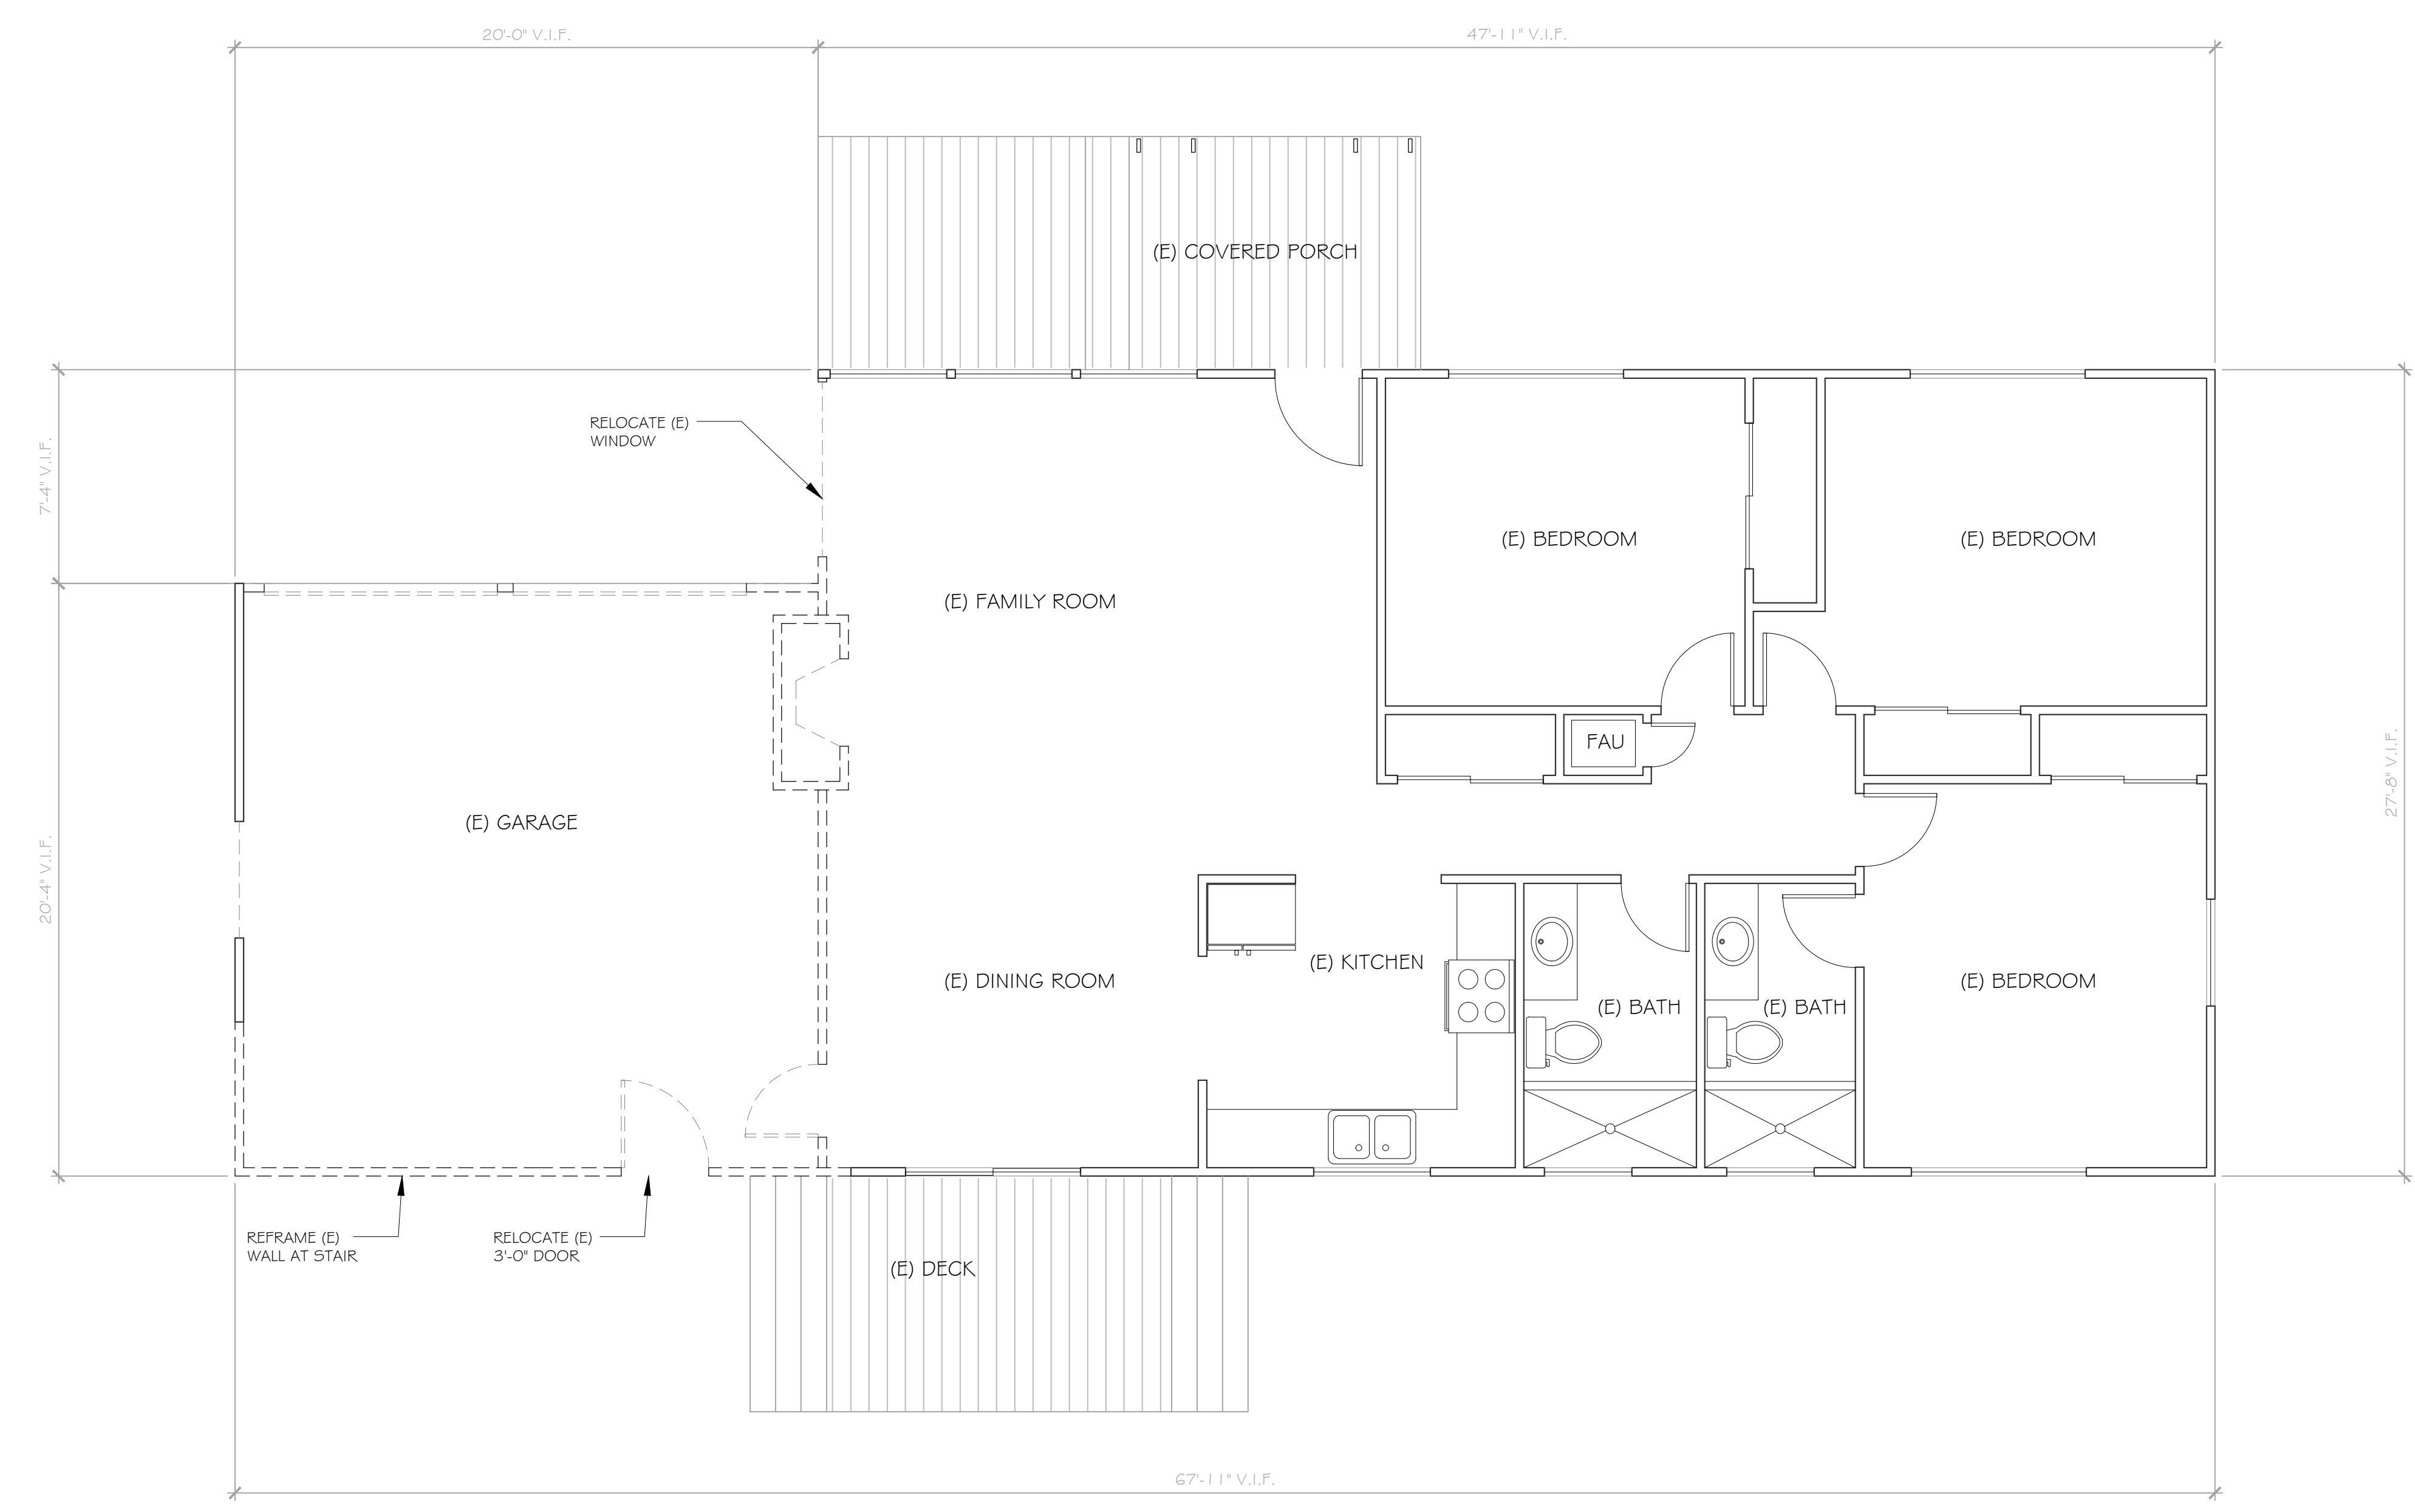 20'-0" V.I.F.
47'-11" V.I.F.
(E) COVERED PORCH
RELOCATE (E)
WINDOW
7'-4" V.I.F.
(E) BEDROOM
(E) BEDROOM
(E) FAMILY ROOM
FAU
27'-8" V.I.F.
(E) GARAGE
20'-4" V.I.F.
(E) KITCHEN
(E) DINING ROOM
(E) BEDROOM
(E) BATH
(E) BATH
REFRAME (E)
WALL AT STAIR
RELOCATE (E)
3'-0" DOOR
(E) DECK
67'-11" V.I.F.